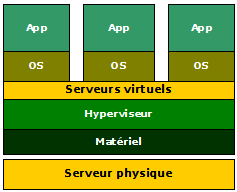 App App App
OS OS OS
Serveurs virtuels
Hyperviseur
Matériel
Serveur physique